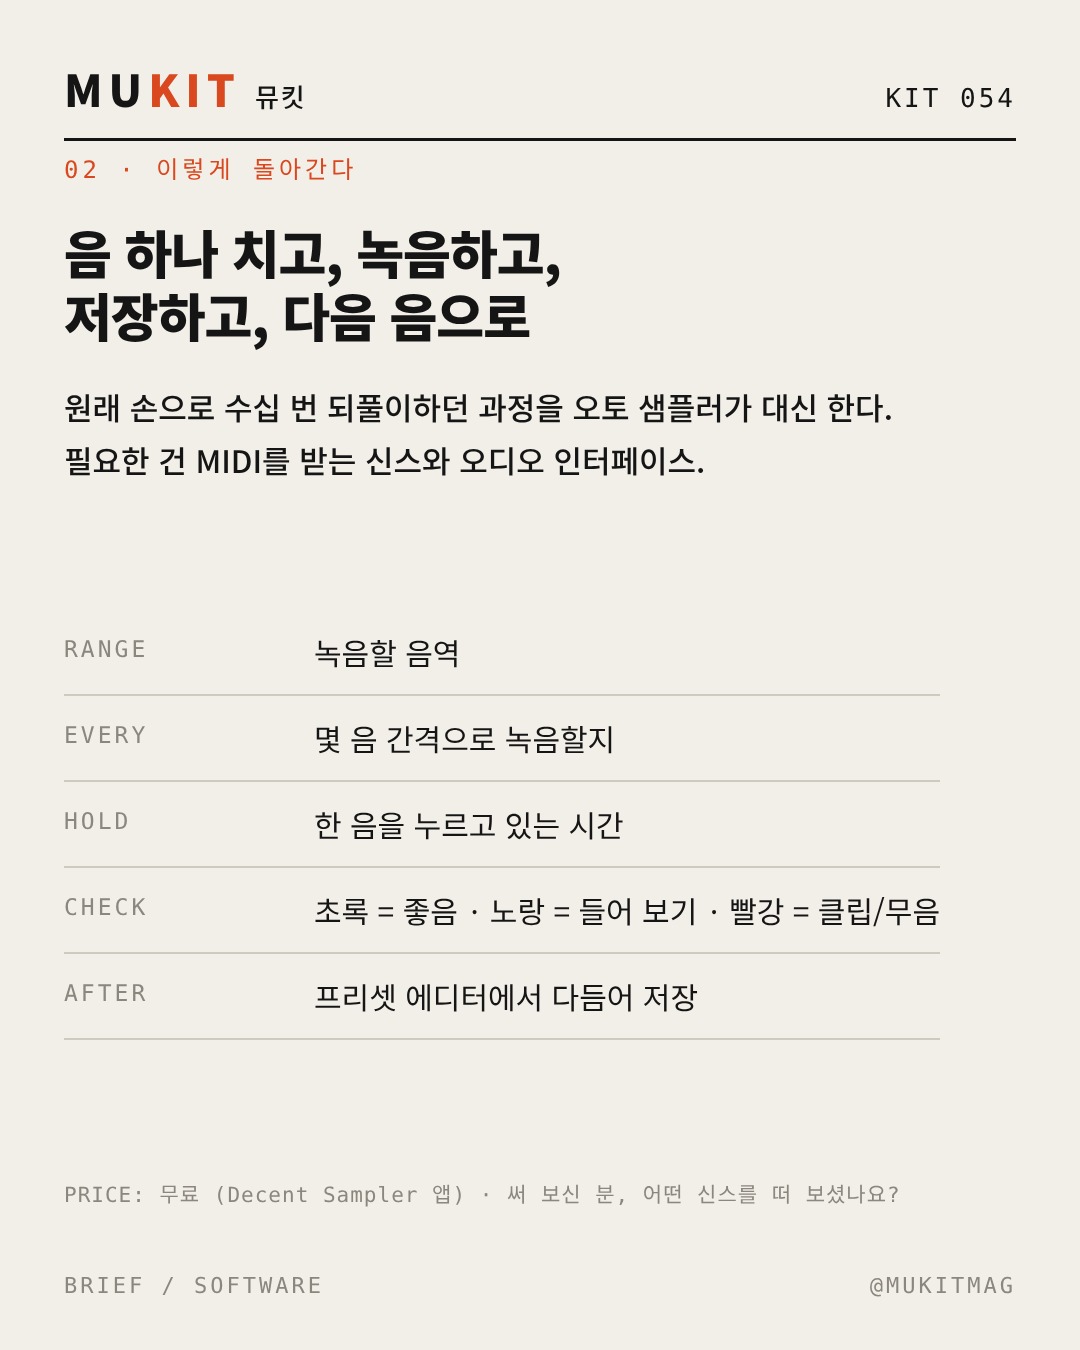 MUKIT 뮤킷
KIT 054
02 · 이렇게 돌아간다
음 하나 치고, 녹음하고,
저장하고, 다음 음으로
원래 손으로 수십 번 되풀이하던 과정을 오토 샘플러가 대신 한다.
필요한 건 MIDI를 받는 신스와 오디오 인터페이스.
RANGE 녹음할 음역
EVERY 몇 음 간격으로 녹음할지
HOLD 한 음을 누르고 있는 시간
CHECK 초록 = 좋음 · 노랑 = 들어 보기 · 빨강 = 클립/무음
AFTER 프리셋 에디터에서 다듬어 저장
PRICE: 무료 (Decent Sampler 앱) · 써 보신 분, 어떤 신스를 떠 보셨나요?
BRIEF / SOFTWARE
@MUKITMAG